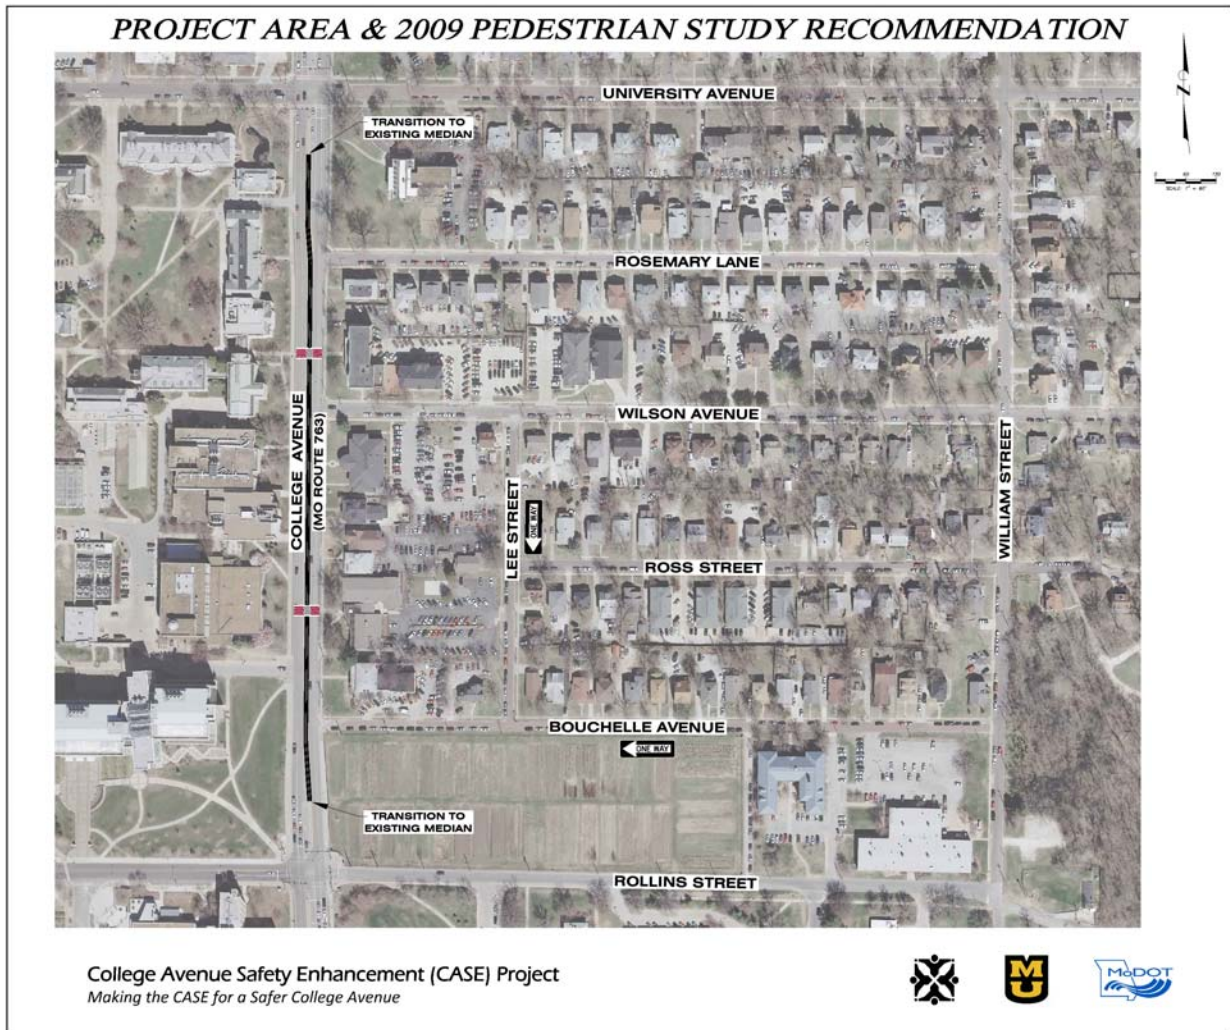 PROJECT AREA & 2009 PEDESTRIAN STUDY RECOMMENDATION
UNIVERSITY AVENUE
TRANSITION TO
EXISTING MEDIAN
N
ROSEMARY LANE
WILSON AVENUE
COLLEGE AVENUE
(MO ROUTE 763)
LEE STREET
ONE WAY
WILLIAM STREET
ROSS STREET
BOUCHELLE AVENUE
ONE WAY
TRANSITION TO
EXISTING MEDIAN
ROLLINS STREET
College Avenue Safety Enhancement (CASE) Project
Making the CASE for a Safer College Avenue
MU
MoDOT